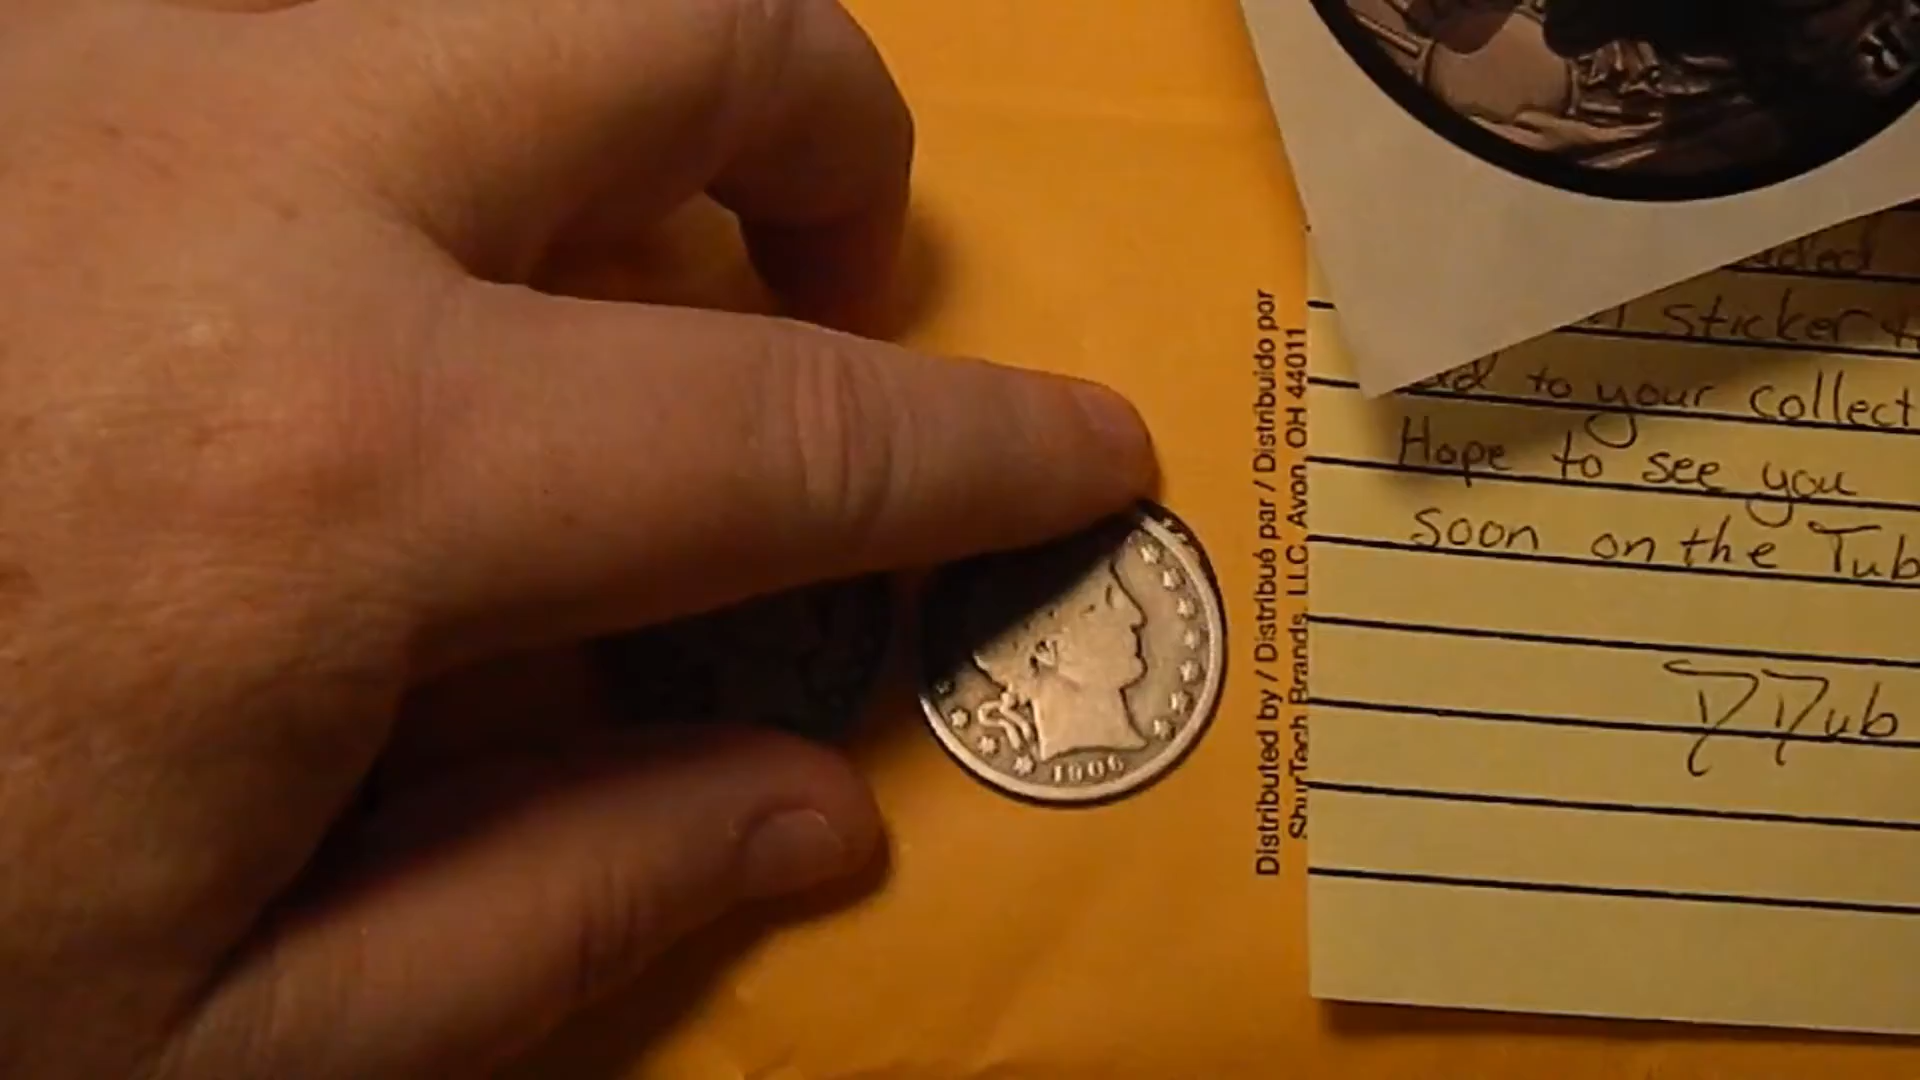 sticker
to your collect
Hope to see you
soon on the Tub
DDub
Distributed by / Distribué par / Distribuido por
ShurTech Brands, LLC, Avon, OH 44011
1906